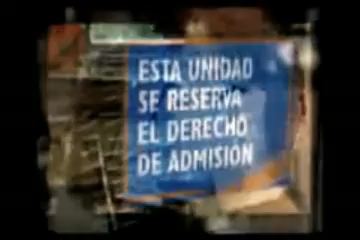 ESTA UNIDAD
SE RESERVA
EL DERECHO
DE ADMISIÓN